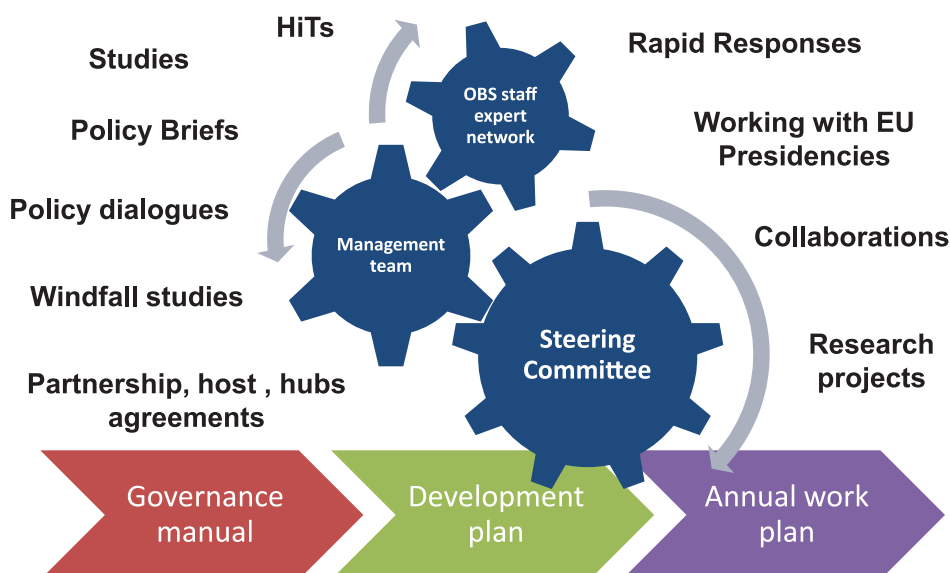 HiTs
Studies
Policy Briefs
Policy dialogues
Windfall studies
Partnership, host , hubs
agreements
OBS staff
expert
network
Management
team
Steering
Committee
Rapid Responses
Working with EU
Presidencies
Collaborations
Research
projects
Governance
manual
Development
plan
Annual work
plan